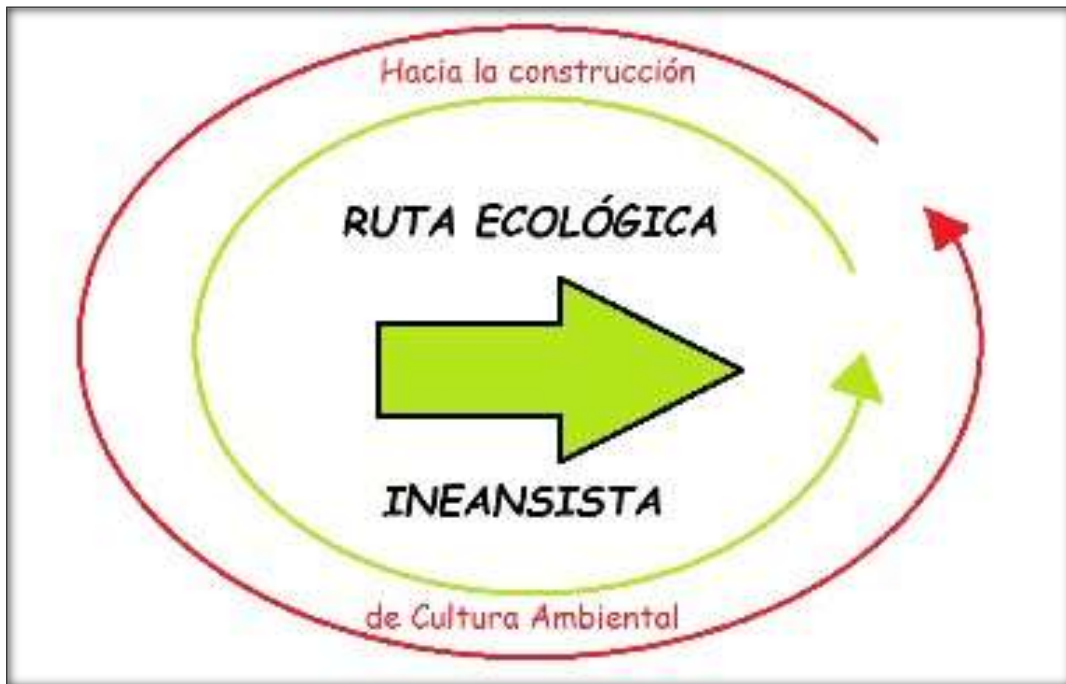 Hacia la construcción
RUTA ECOLÓGICA
INEANSISTA
de Cultura Ambiental